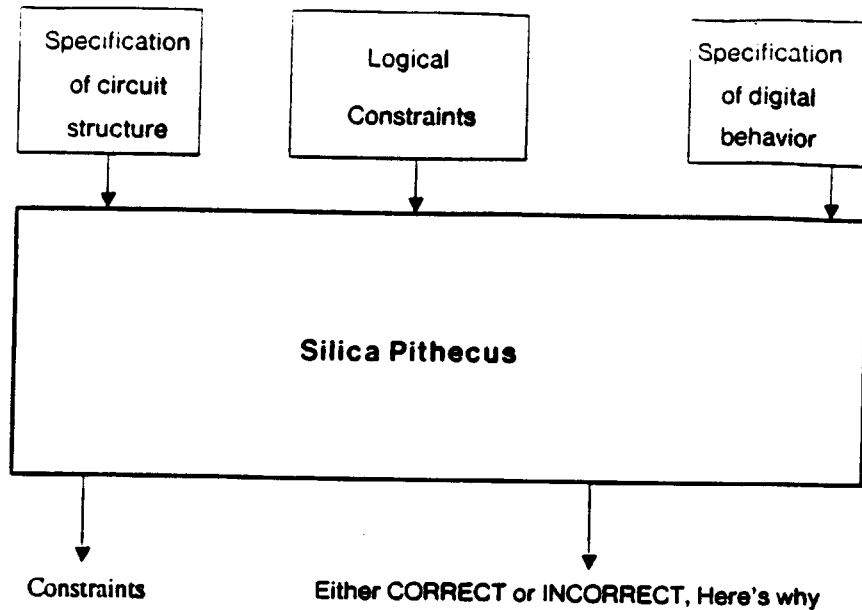 Specification
of circuit
structure
Logical
Constraints
Specification
of digital
behavior
Silica Pithecus
Constraints
Either CORRECT or INCORRECT, Here's why